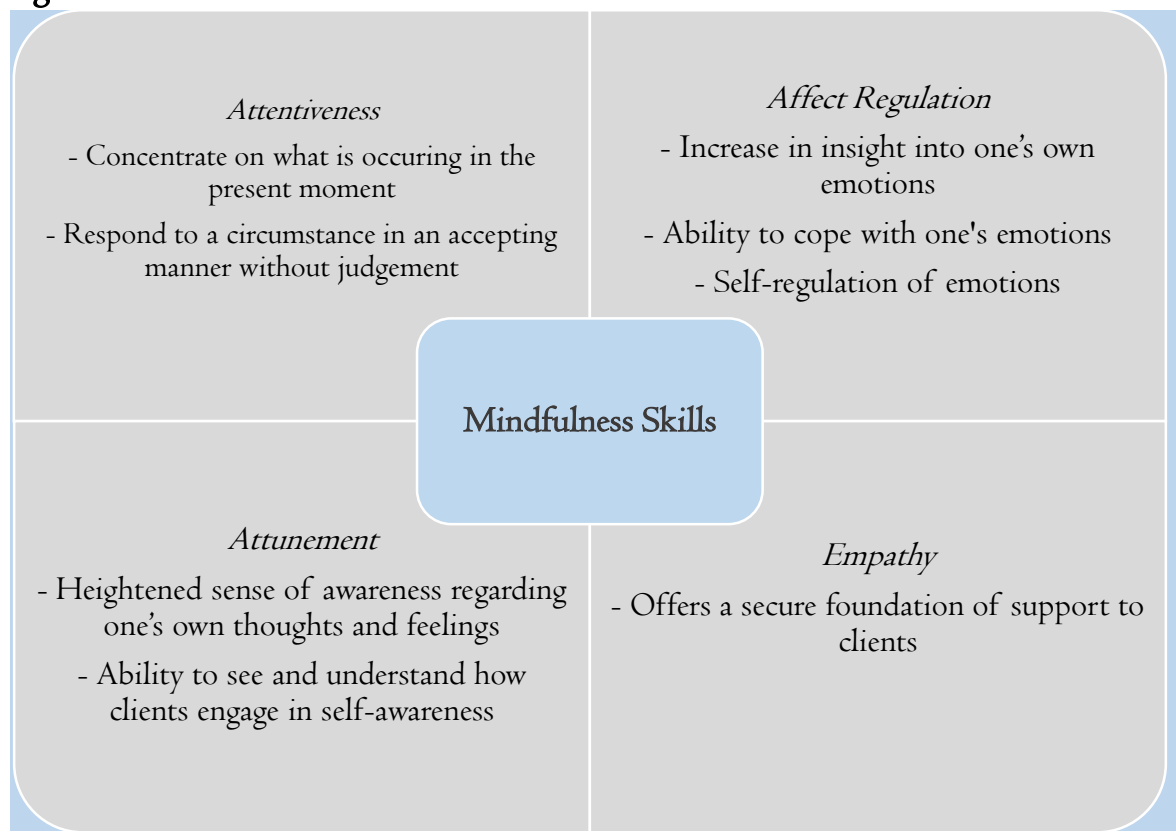 Attentiveness
- Concentrate on what is occuring in the
present moment
- Respond to a circumstance in an accepting
manner without judgement
Affect Regulation
- Increase in insight into one’s own
emotions
- Ability to cope with one's emotions
- Self-regulation of emotions
Mindfulness Skills
Attunement
- Heightened sense of awareness regarding
one’s own thoughts and feelings
- Ability to see and understand how
clients engage in self-awareness
Empathy
- Offers a secure foundation of support to
clients